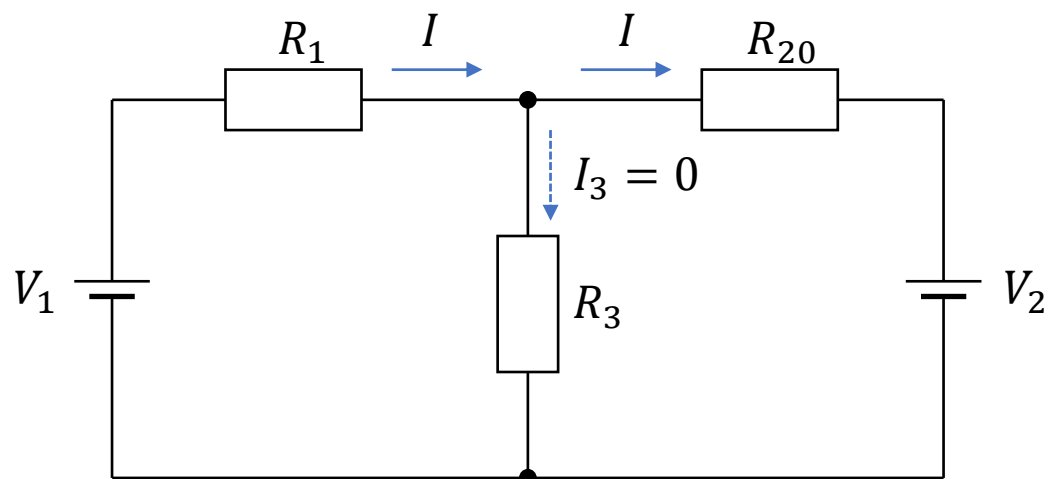 R₁
I
I
R₂₀
I₃ = 0
V₁
R₃
V₂